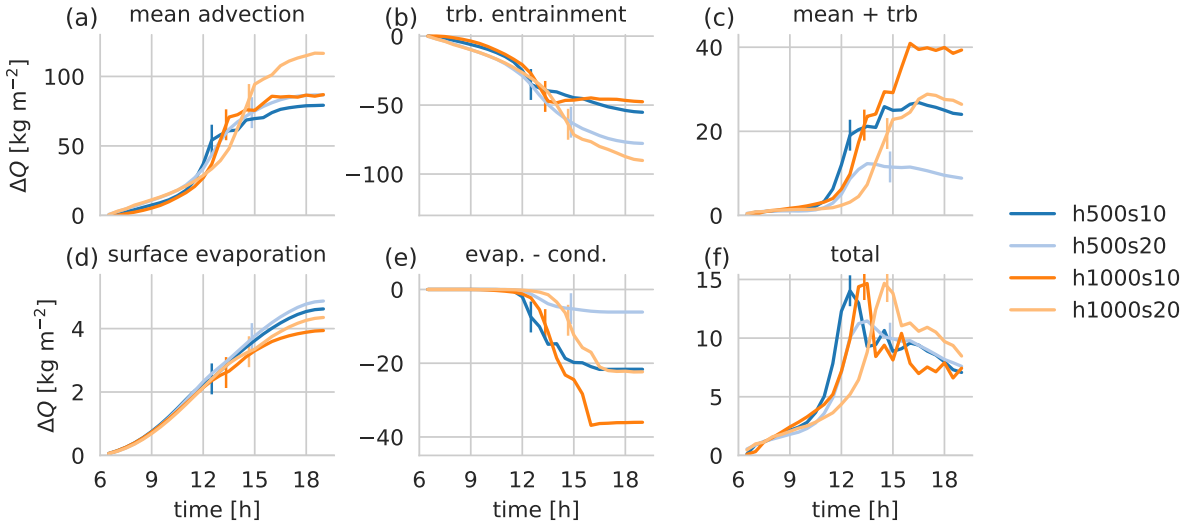 (a) mean advection
(b) trb. entrainment
(c) mean + trb
ΔQ [kg m⁻²]
100
50
0
0
−50
−100
40
20
0
h500s10
h500s20
h1000s10
h1000s20
(d) surface evaporation
(e) evap. - cond.
(f) total
ΔQ [kg m⁻²]
4
2
0
0
−20
−40
15
10
5
0
6 9 12 15 18
6 9 12 15 18
6 9 12 15 18
time [h]
time [h]
time [h]